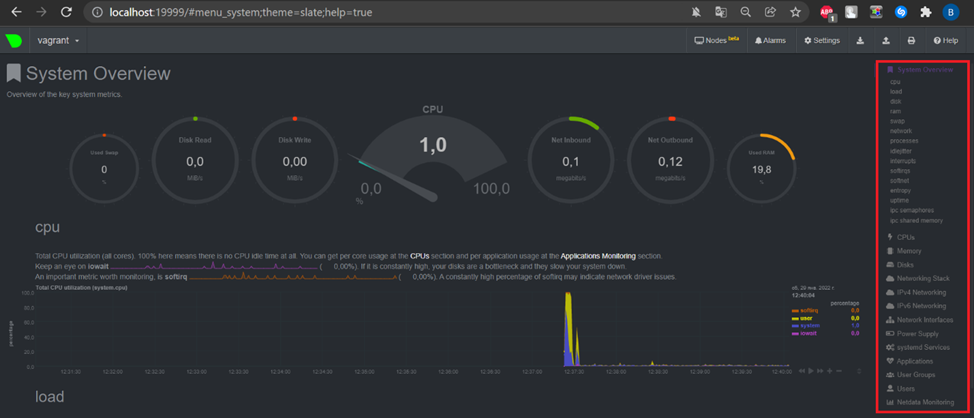 localhost:19999/#menu_system;theme=slate;help=true
ABP
1
B
vagrant
Nodes beta
Alarms
Settings
Help
System Overview
Overview of the key system metrics.
Used Swap
0
%
Disk Read
0,0
MiB/s
Disk Write
0,00
MiB/s
CPU
1,0
0,0
100,0
%
Net Inbound
0,1
megabits/s
Net Outbound
0,12
megabits/s
Used RAM
19,8
%
cpu
Total CPU utilization (all cores). 100% here means there is no CPU idle time at all. You can get per core usage at the CPUs section and per application usage at the Applications Monitoring section.
Keep an eye on iowait ( 0,00%). If it is constantly high, your disks are a bottleneck and they slow your system down.
An important metric worth monitoring, is softirq ( 0,00%). A constantly high percentage of softirq may indicate network driver issues.
Total CPU utilization (system.cpu)
percentage
100,0
80,0
60,0
40,0
20,0
0,0
12:31:30
12:32:00
12:32:30
12:33:00
12:33:30
12:34:00
12:34:30
12:35:00
12:35:30
12:36:00
12:36:30
12:37:00
12:37:30
12:38:00
12:38:30
12:39:00
12:39:30
12:40:00
2022 г.
12:40:04
percentage
softirq 0,0
user 0,0
system 1,0
iowait 0,0
load
System Overview
cpu
load
disk
ram
swap
network
processes
idlejitter
interrupts
softirqs
softnet
entropy
uptime
ipc semaphores
ipc shared memory
CPUs
Memory
Disks
Networking Stack
IPv4 Networking
IPv6 Networking
Network Interfaces
Power Supply
systemd Services
Applications
User Groups
Users
Netdata Monitoring